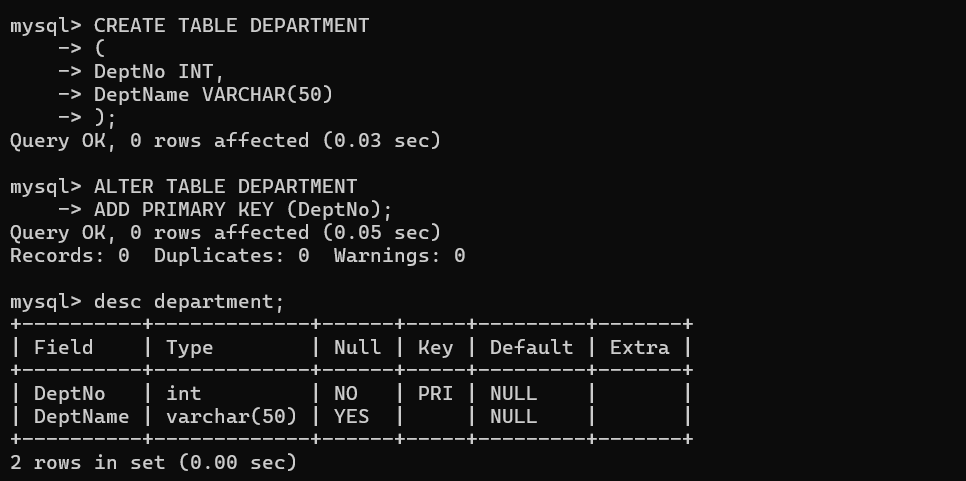 mysql> CREATE TABLE DEPARTMENT
    -> (
    -> DeptNo INT,
    -> DeptName VARCHAR(50)
    -> );
Query OK, 0 rows affected (0.03 sec)

mysql> ALTER TABLE DEPARTMENT
    -> ADD PRIMARY KEY (DeptNo);
Query OK, 0 rows affected (0.05 sec)
Records: 0  Duplicates: 0  Warnings: 0

mysql> desc department;
+----------+-------------+------+-----+---------+-------+
| Field    | Type        | Null | Key | Default | Extra |
+----------+-------------+------+-----+---------+-------+
| DeptNo   | int         | NO   | PRI | NULL    |       |
| DeptName | varchar(50) | YES  |     | NULL    |       |
+----------+-------------+------+-----+---------+-------+
2 rows in set (0.00 sec)